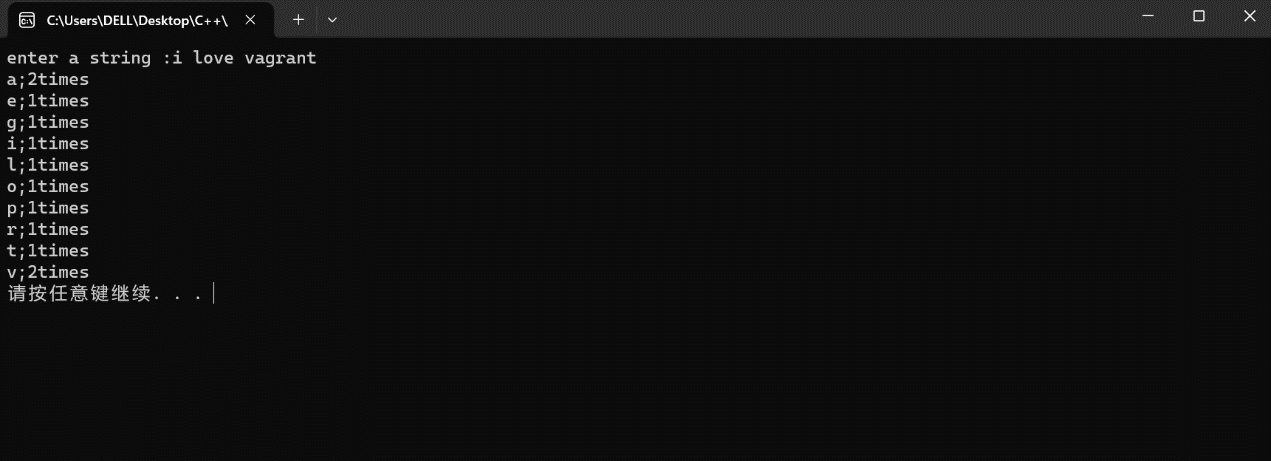 C:\Users\DELL\Desktop\C++\
enter a string :i love vagrant
a;2times
e;1times
g;1times
i;1times
l;1times
o;1times
p;1times
r;1times
t;1times
v;2times
请按任意键继续. . .